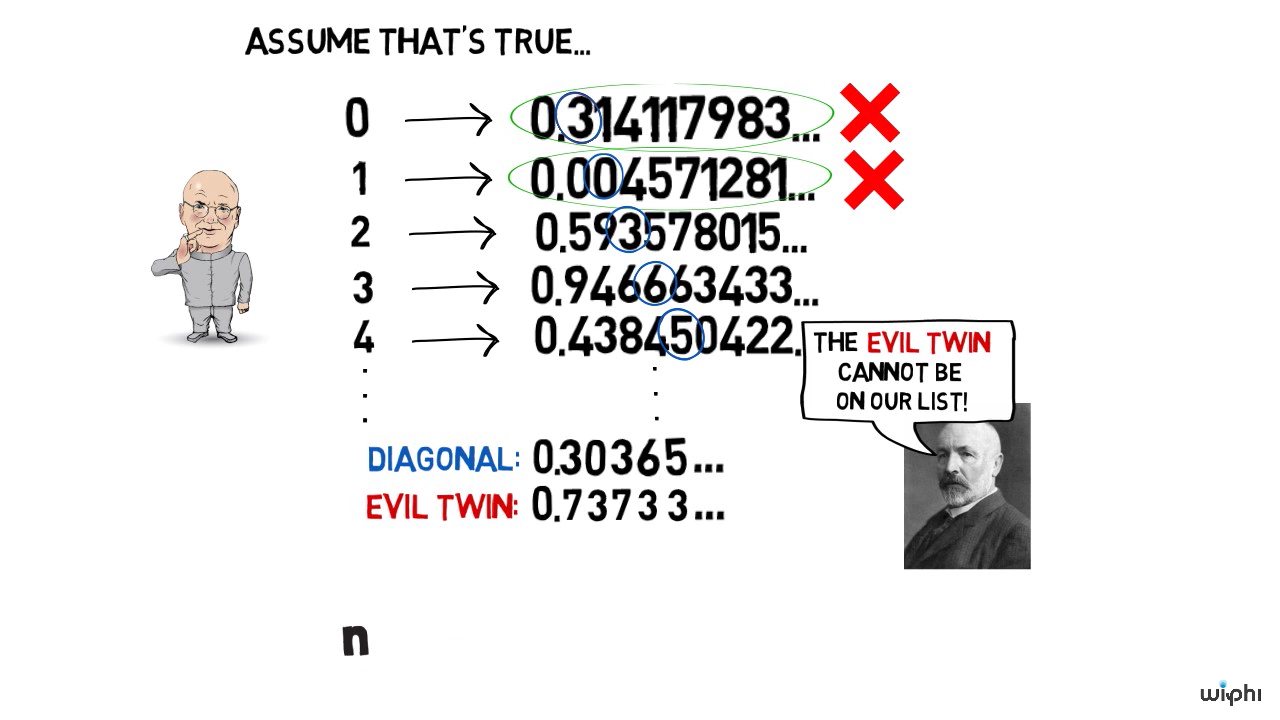 ASSUME THAT'S TRUE...
0 → 0.314117983...
1 → 0.004571281...
2 → 0.593578015...
3 → 0.946663433...
4 → 0.438450422.
THE EVIL TWIN
CANNOT BE
ON OUR LIST!
DIAGONAL: 0.30365...
EVIL TWIN: 0.73733...
n
wiphi